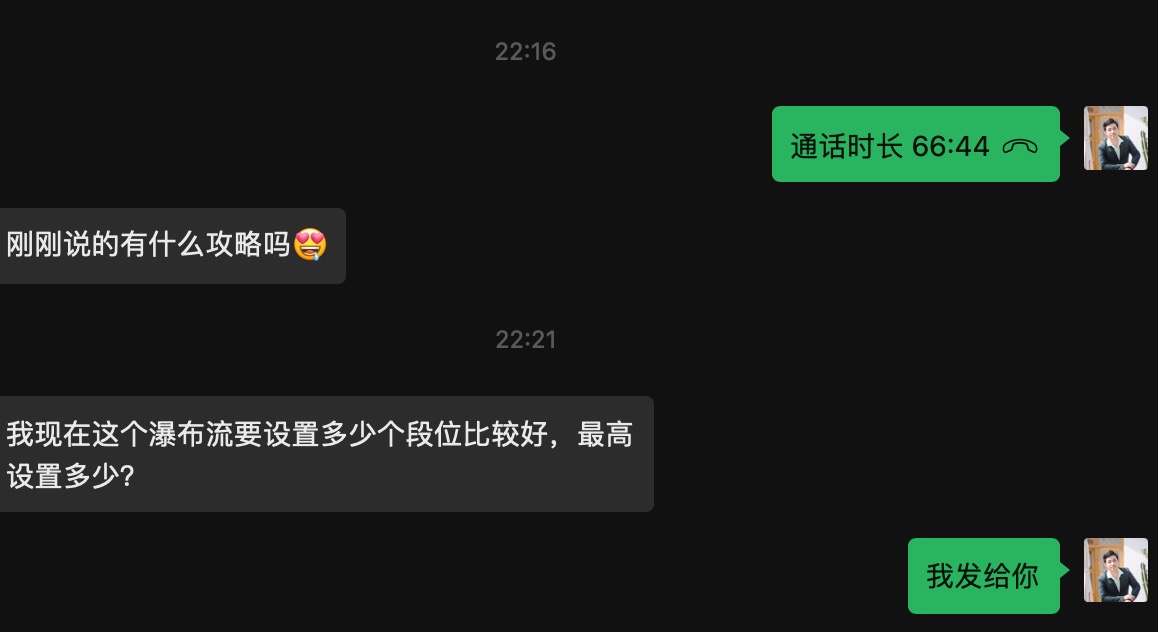 22:16
通话时长 66:44
刚刚说的有什么攻略吗🤩
22:21
我现在这个瀑布流要设置多少个段位比较好，最高
设置多少？
我发给你